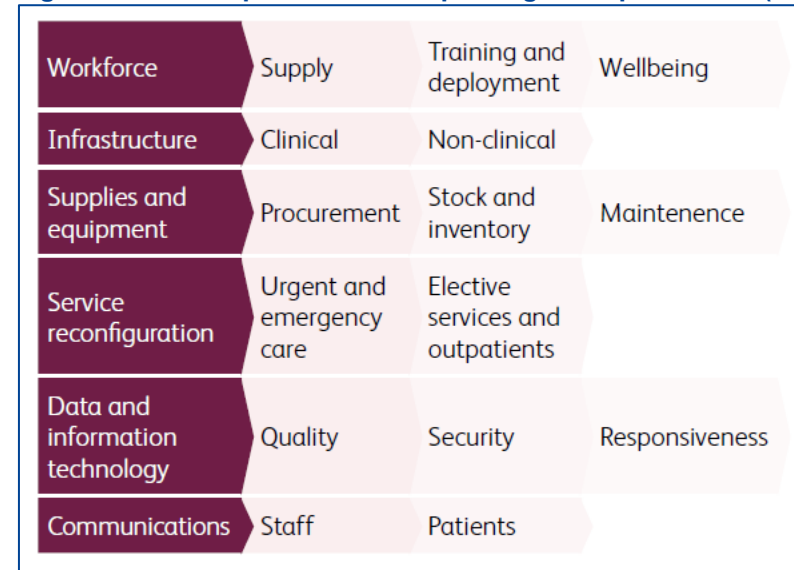 Workforce
Supply
Training and
deployment
Wellbeing
Infrastructure
Clinical
Non-clinical
Supplies and
equipment
Procurement
Stock and
inventory
Maintenence
Service
reconfiguration
Urgent and
emergency
care
Elective
services and
outpatients
Data and
information
technology
Quality
Security
Responsiveness
Communications
Staff
Patients